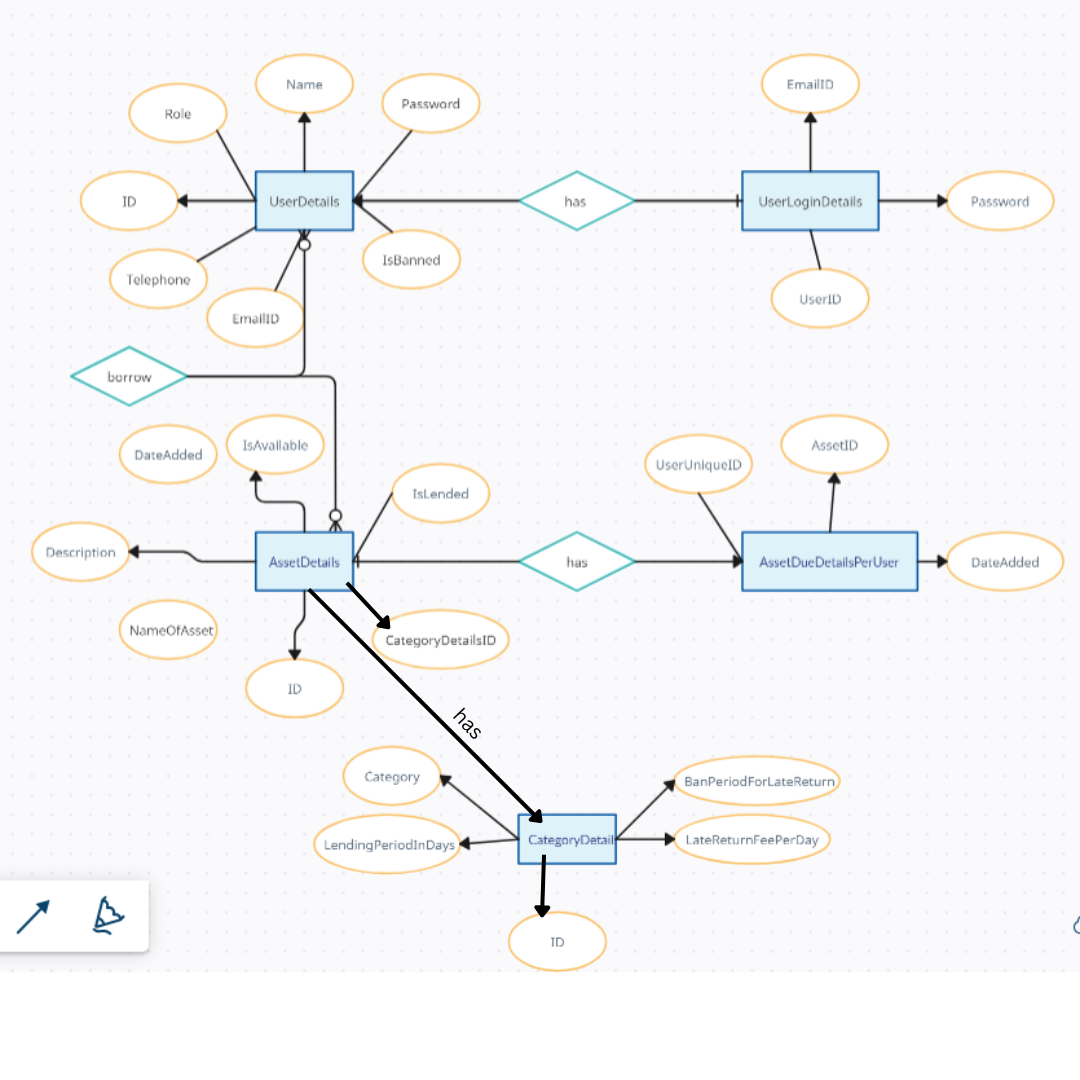 Name
EmailID
Role
Password
ID
UserDetails
has
UserLoginDetails
Password
Telephone
IsBanned
EmailID
UserID
borrow
DateAdded
IsAvailable
UserUniqueID
AssetID
IsLended
Description
AssetDetails
has
AssetDueDetailsPerUser
DateAdded
NameOfAsset
CategoryDetailsID
ID
has
Category
BanPeriodForLateReturn
LendingPeriodInDays
CategoryDetail
LateReturnFeePerDay
ID